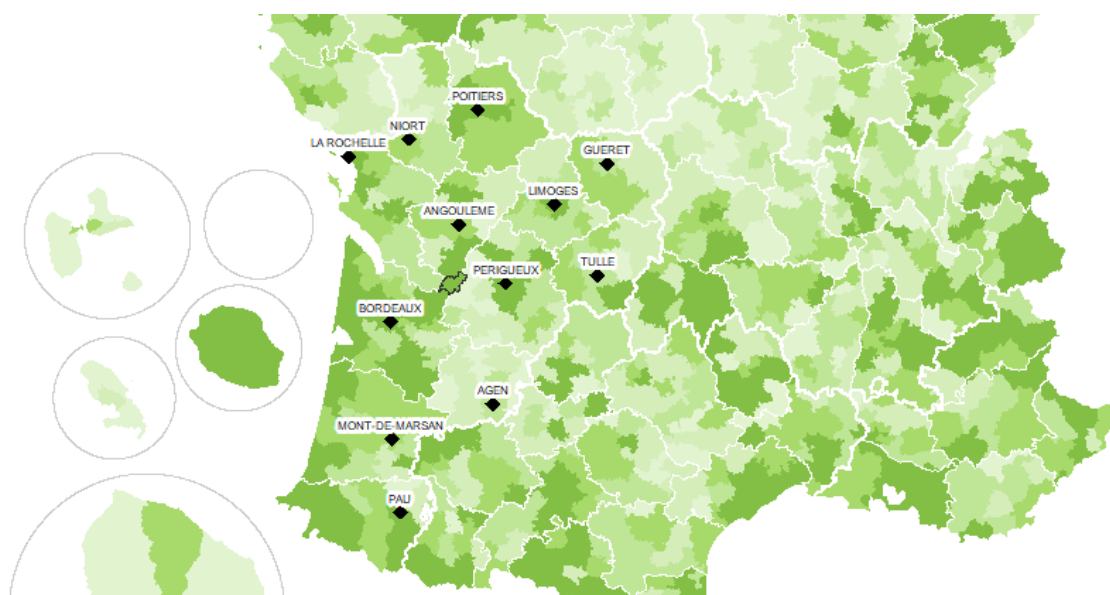 POITIERS
NIORT
LA ROCHELLE
GUERET
LIMOGES
ANGOULEME
PERIGUEUX
TULLE
BORDEAUX
AGEN
MONT-DE-MARSAN
PAU